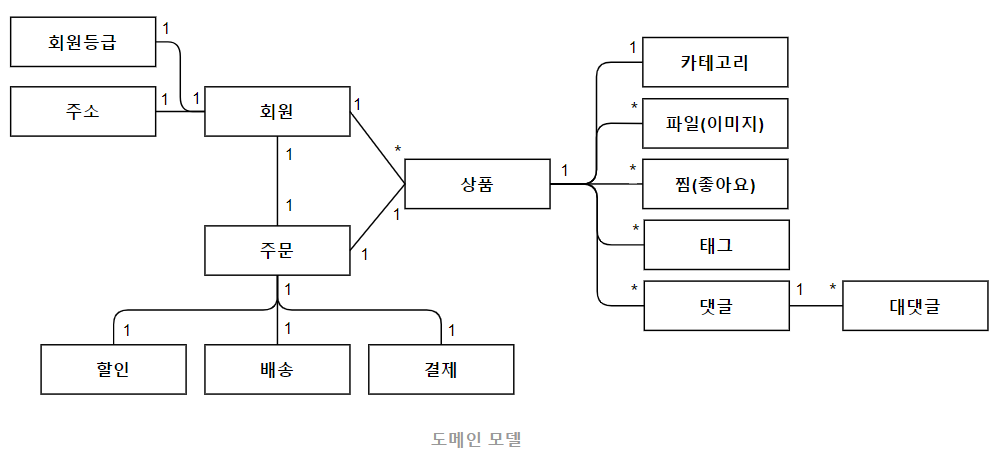 회원등급
1
주소
1
1
회원
1
*
상품
1
1
카테고리
*
파일(이미지)
*
찜(좋아요)
*
태그
*
댓글
1
*
대댓글
1
1
주문
1
1
1
1
할인
1
배송
1
결제
도메인 모델